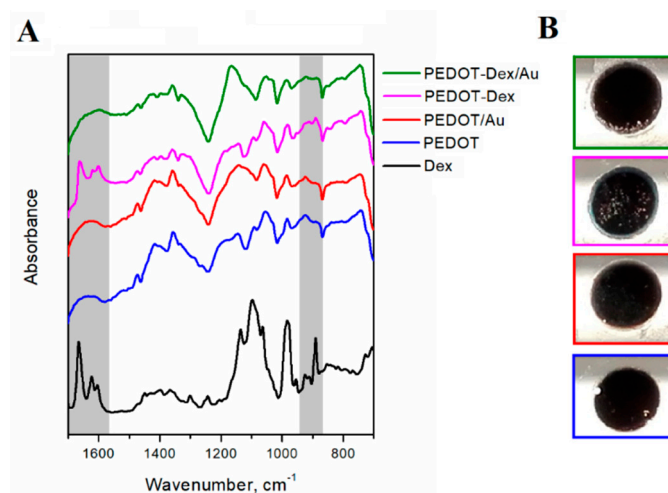 A
B
PEDOT-Dex/Au
PEDOT-Dex
PEDOT/Au
PEDOT
Dex
Absorbance
1600 1400 1200 1000 800
Wavenumber, cm⁻¹